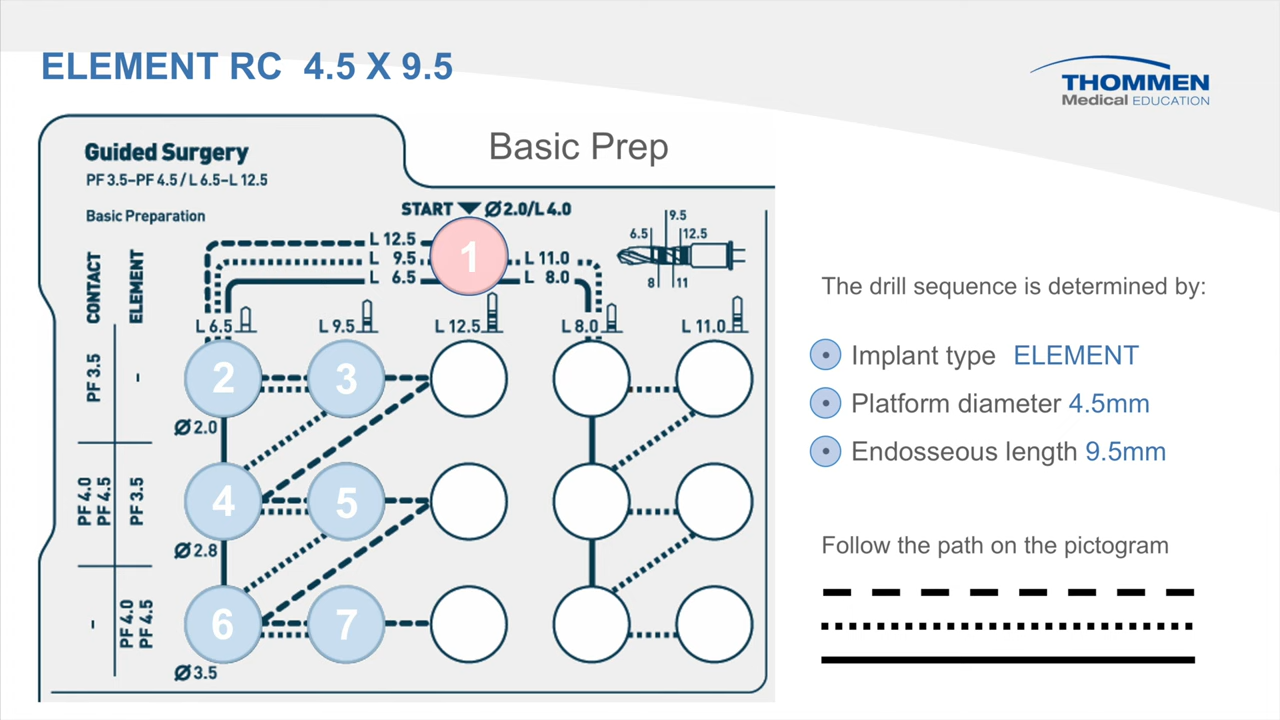 ELEMENT RC 4.5 X 9.5
THOMMEN
Medical EDUCATION
Basic Prep
Guided Surgery
PF 3.5–PF 4.5 / L 6.5–L 12.5
Basic Preparation
START Ø2.0/L4.0
L 12.5
L 9.5
L 6.5
1
L 11.0
L 8.0
9.5
6.5
12.5
8
11
CONTACT
ELEMENT
L 6.5
L 9.5
L 12.5
L 8.0
L 11.0
PF 3.5
-
2
3
Ø2.0
PF 4.0
PF 4.5
PF 3.5
4
5
Ø2.8
-
PF 4.0
PF 4.5
6
7
Ø3.5
The drill sequence is determined by:
Implant type ELEMENT
Platform diameter 4.5mm
Endosseous length 9.5mm
Follow the path on the pictogram